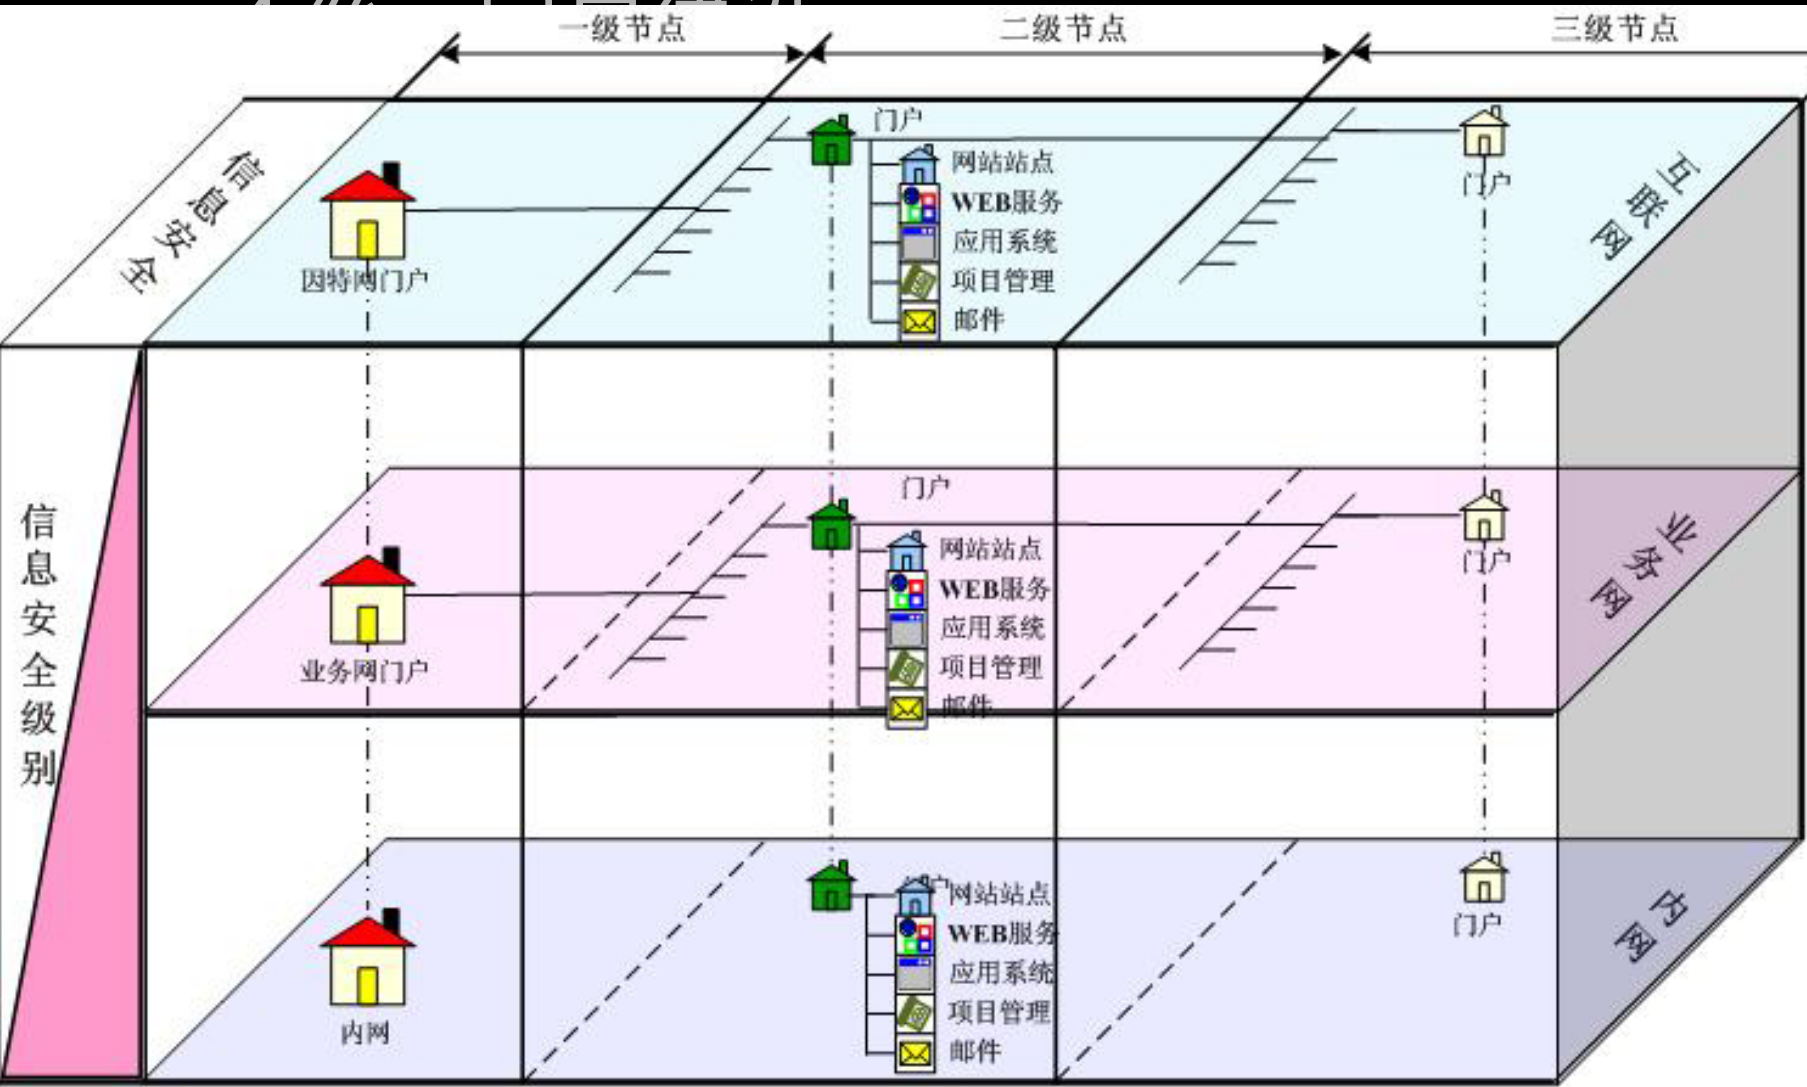 一级节点
二级节点
三级节点
信息安全
门户
网站站点
WEB服务
应用系统
项目管理
邮件
因特网门户
门户
互联网
信息安全级别
门户
网站站点
WEB服务
应用系统
项目管理
邮件
业务网门户
门户
业务网
网站站点
WEB服务
应用系统
项目管理
邮件
内网
门户
内网